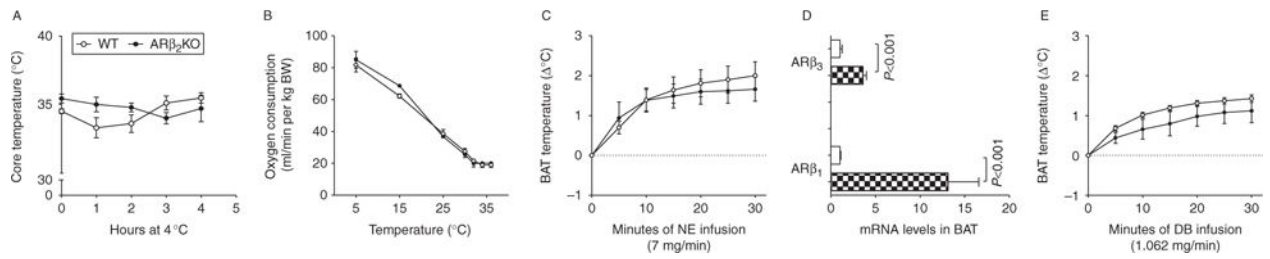 A
Core temperature (°C)
40
35
30
0
WT
ARβ₂KO
0 1 2 3 4 5
Hours at 4°C
B
Oxygen consumption
(ml/min per kg BW)
100
80
60
40
20
0
5 15 25 35
Temperature (°C)
C
BAT temperature (Δ°C)
3
2
1
0
–1
0 10 20 30
Minutes of NE infusion
(7 mg/min)
D
ARβ₃
ARβ₁
P<0.001
P<0.001
0 5 10 15 20
mRNA levels in BAT
E
BAT temperature (Δ°C)
3
2
1
0
–1
0 10 20 30
Minutes of DB infusion
(1.062 mg/min)